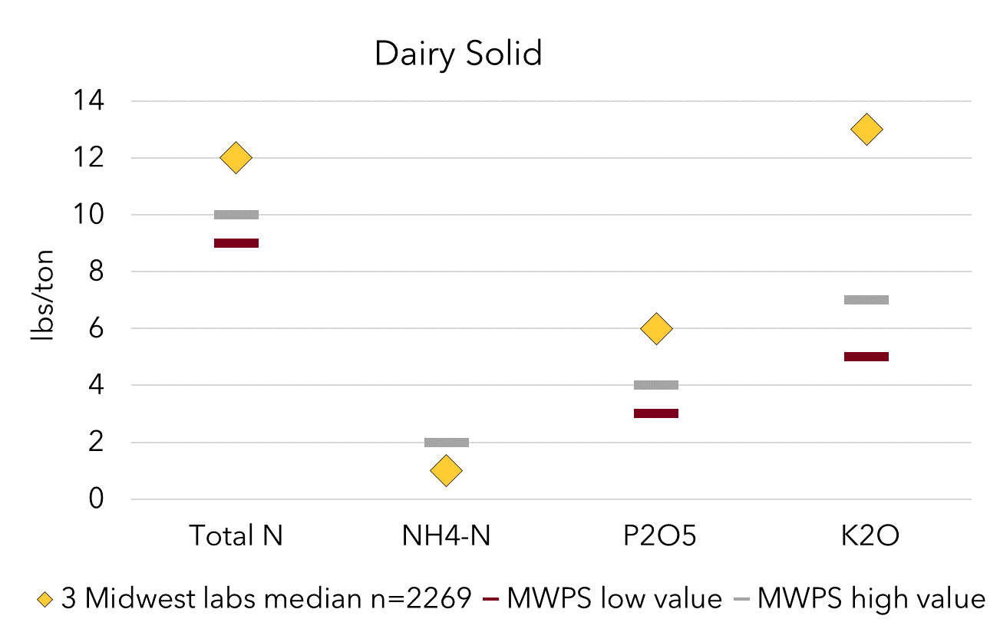 Dairy Solid
14
12
10
8
6
4
2
0
lbs/ton
Total N NH4-N P2O5 K2O
3 Midwest labs median n=2269 MWPS low value MWPS high value